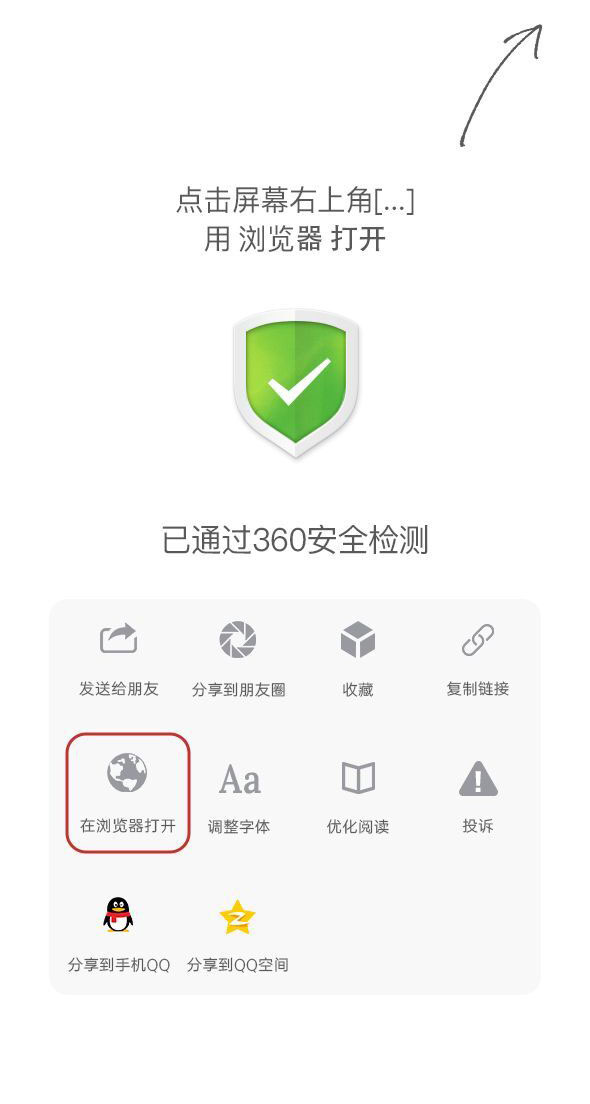 点击屏幕右上角[...]
用 浏览器 打开
已通过360安全检测
发送给朋友 分享到朋友圈 收藏 复制链接
在浏览器打开 Aa 调整字体 优化阅读 投诉
分享到手机QQ 分享到QQ空间